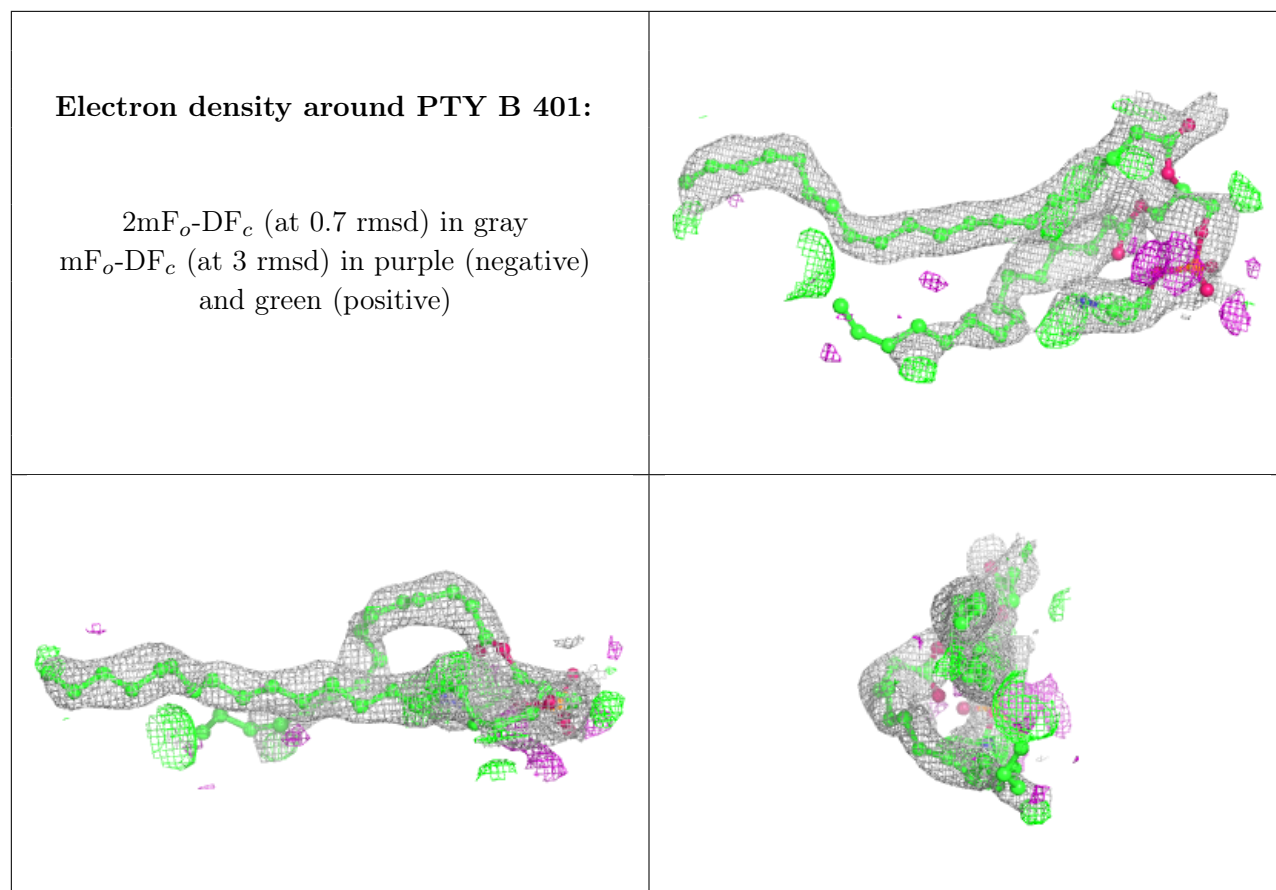 Electron density around PTY B 401:
2mFo-DFc (at 0.7 rmsd) in gray
mFo-DFc (at 3 rmsd) in purple (negative)
and green (positive)